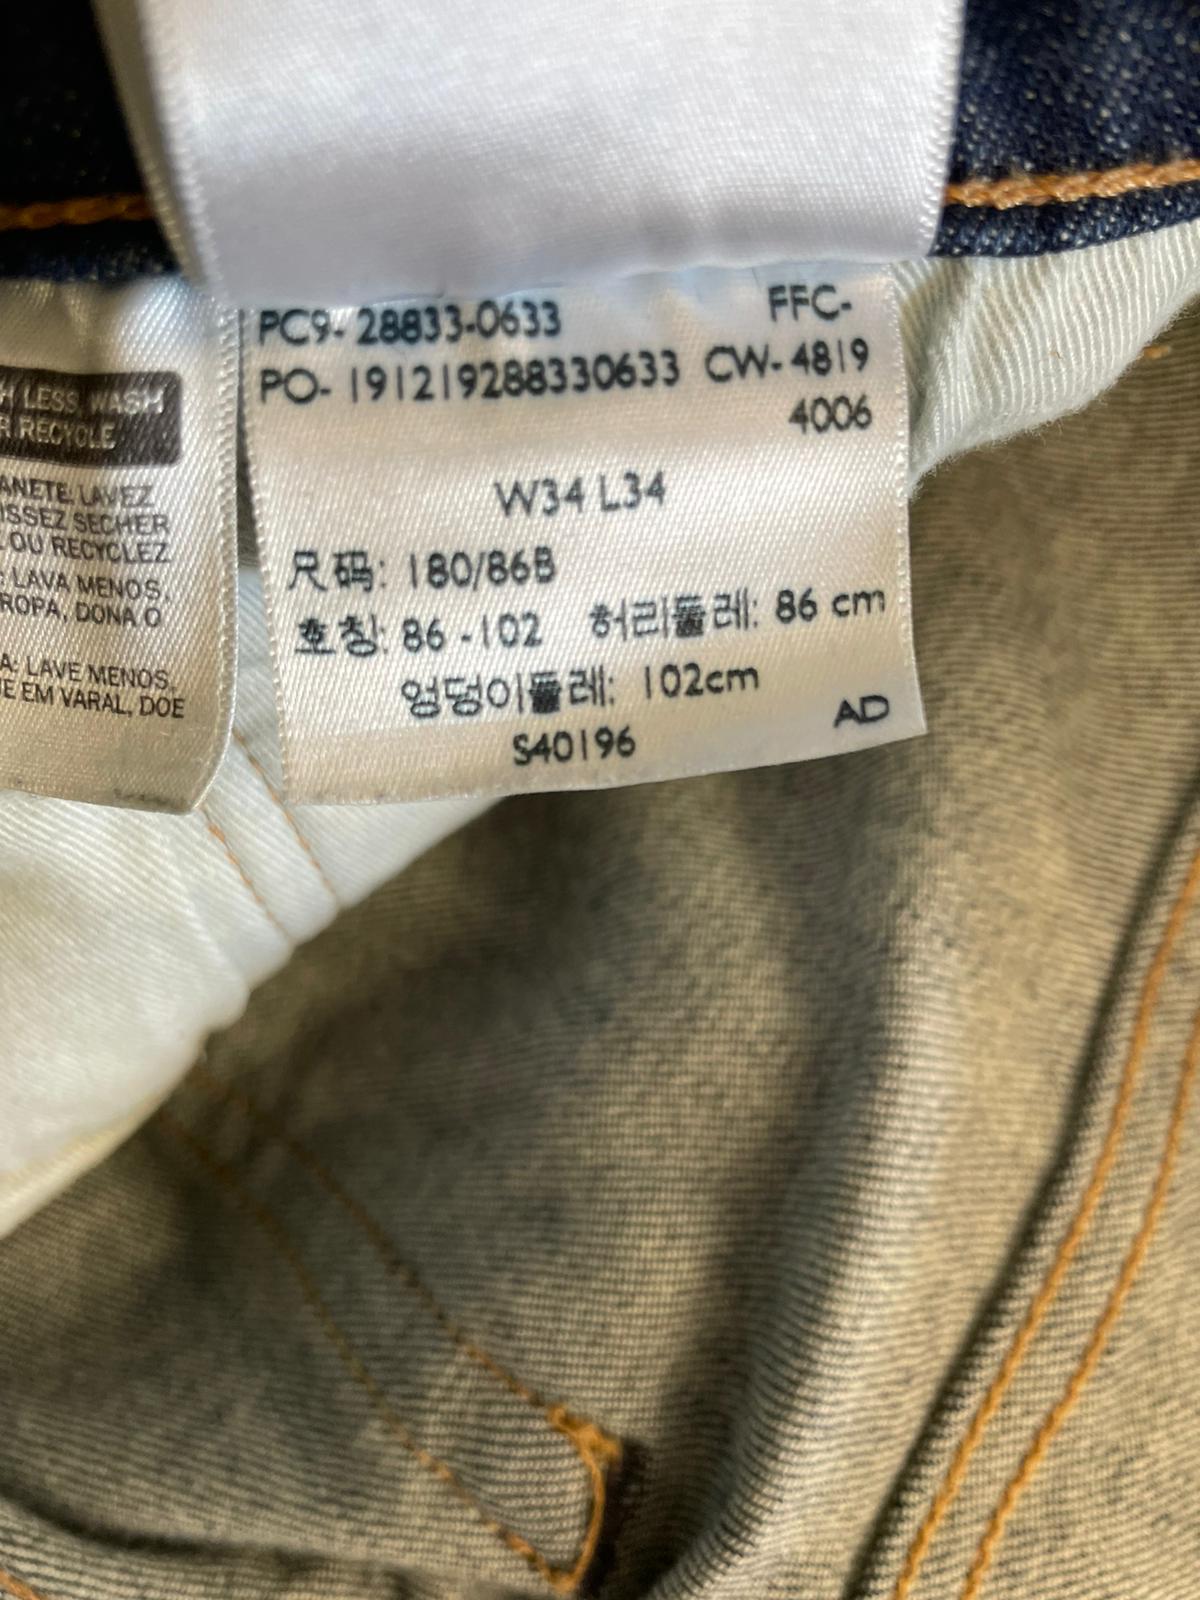 PC9- 28833-0633 FFC-
PO- 191219288330633 CW- 4819
4006
W34 L34
尺码: 180/86B
호칭: 86 -102 허리둘레: 86 cm
엉덩이둘레: 102cm
AD
S40196
LESS WASH
RECYCLE
LAVEZ
SECHER
OU RECYCLEZ
: LAVA MENOS,
ROPA, DONA O
A: LAVE MENOS,
EM VARAL, DOE